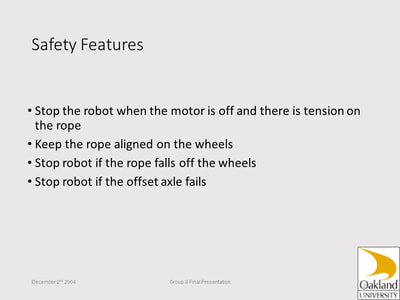 Safety Features
• Stop the robot when the motor is off and there is tension on
the rope
• Keep the rope aligned on the wheels
• Stop robot if the rope falls off the wheels
• Stop robot if the offset axle fails
December 2nd 2004
Group 8 Final Presentation
Oakland
UNIVERSITY